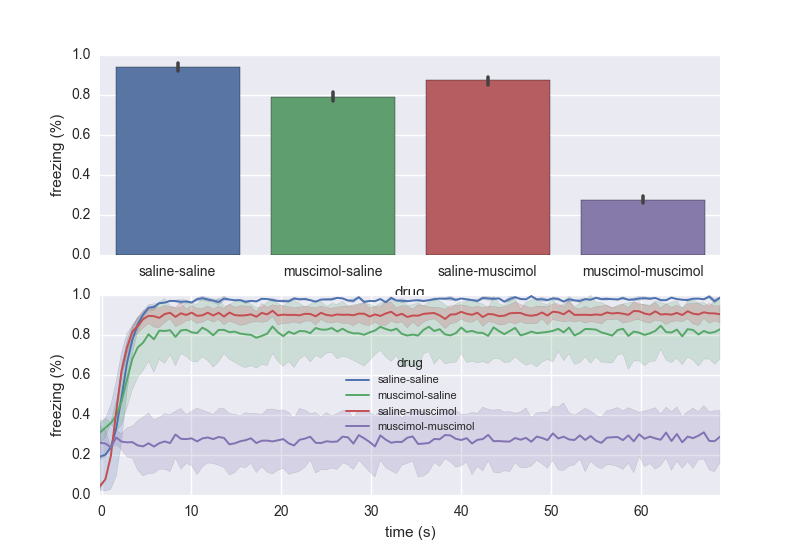 1.0
0.8
0.6
0.4
0.2
0.0
freezing (%)
saline-saline muscimol-saline saline-muscimol muscimol-muscimol
drug
1.0
0.8
0.6
0.4
0.2
0.0
freezing (%)
drug
saline-saline
muscimol-saline
saline-muscimol
muscimol-muscimol
0 10 20 30 40 50 60
time (s)